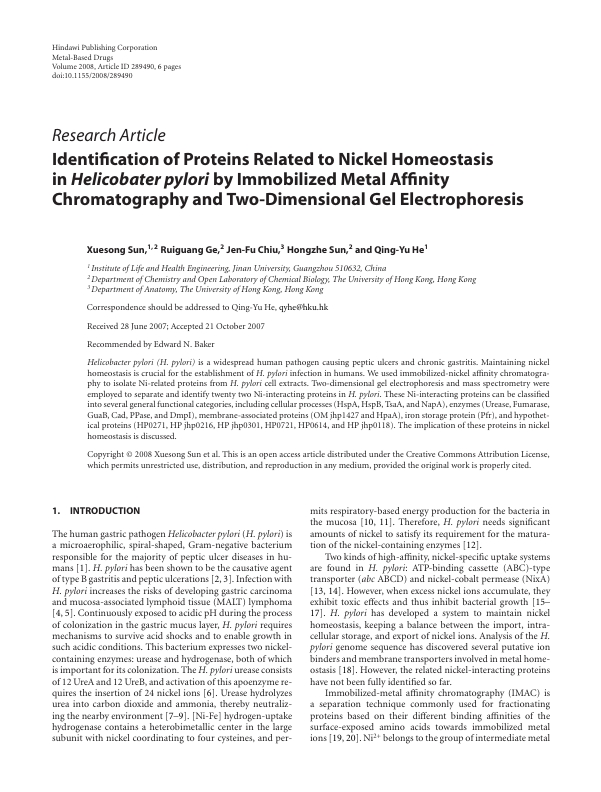 Hindawi Publishing Corporation
Metal-Based Drugs
Volume 2008, Article ID 289490, 6 pages
doi:10.1155/2008/289490
Research Article
Identification of Proteins Related to Nickel Homeostasis
in Helicobater pylori by Immobilized Metal Affinity
Chromatography and Two-Dimensional Gel Electrophoresis
Xuesong Sun,1,2 Ruiguang Ge,2 Jen-Fu Chiu,3 Hongzhe Sun,2 and Qing-Yu He1
1 Institute of Life and Health Engineering, Jinan University, Guangzhou 510632, China
2 Department of Chemistry and Open Laboratory of Chemical Biology, The University of Hong Kong, Hong Kong
3 Department of Anatomy, The University of Hong Kong, Hong Kong
Correspondence should be addressed to Qing-Yu He, qyhe@hku.hk
Received 28 June 2007; Accepted 21 October 2007
Recommended by Edward N. Baker
Helicobacter pylori (H. pylori) is a widespread human pathogen causing peptic ulcers and chronic gastritis. Maintaining nickel
homeostasis is crucial for the establishment of H. pylori infection in humans. We used immobilized-nickel affinity chromatogra-
phy to isolate Ni-related proteins from H. pylori cell extracts. Two-dimensional gel electrophoresis and mass spectrometry were
employed to separate and identify twenty two Ni-interacting proteins in H. pylori. These Ni-interacting proteins can be classified
into several general functional categories, including cellular processes (HspA, HspB, TsaA, and NapA), enzymes (Urease, Fumarase,
GuaB, Cad, PPase, and DmpI), membrane-associated proteins (OM jhp1427 and HpaA), iron storage protein (Pfr), and hypothet-
ical proteins (HP0271, HP jhp0216, HP jhp0301, HP0721, HP0614, and HP jhp0118). The implication of these proteins in nickel
homeostasis is discussed.
Copyright © 2008 Xuesong Sun et al. This is an open access article distributed under the Creative Commons Attribution License,
which permits unrestricted use, distribution, and reproduction in any medium, provided the original work is properly cited.
1. INTRODUCTION
The human gastric pathogen Helicobacter pylori (H. pylori) is
a microaerophilic, spiral-shaped, Gram-negative bacterium
responsible for the majority of peptic ulcer diseases in hu-
mans [1]. H. pylori has been shown to be the causative agent
of type B gastritis and peptic ulcerations [2, 3]. Infection with
H. pylori increases the risks of developing gastric carcinoma
and mucosa-associated lymphoid tissue (MALT) lymphoma
[4, 5]. Continuously exposed to acidic pH during the process
of colonization in the gastric mucus layer, H. pylori requires
mechanisms to survive acid shocks and to enable growth in
such acidic conditions. This bacterium expresses two nickel-
containing enzymes: urease and hydrogenase, both of which
is important for its colonization. The H. pylori urease consists
of 12 UreA and 12 UreB, and activation of this apoenzyme re-
quires the insertion of 24 nickel ions [6]. Urease hydrolyzes
urea into carbon dioxide and ammonia, thereby neutraliz-
ing the nearby environment [7–9]. [Ni-Fe] hydrogen-uptake
hydrogenase contains a heterobimetallic center in the large
subunit with nickel coordinating to four cysteines, and per-
mits respiratory-based energy production for the bacteria in
the mucosa [10, 11]. Therefore, H. pylori needs significant
amounts of nickel to satisfy its requirement for the matura-
tion of the nickel-containing enzymes [12].
Two kinds of high-affinity, nickel-specific uptake systems
are found in H. pylori: ATP-binding cassette (ABC)-type
transporter (abc ABCD) and nickel-cobalt permease (NixA)
[13, 14]. However, when excess nickel ions accumulate, they
exhibit toxic effects and thus inhibit bacterial growth [15–
17]. H. pylori has developed a system to maintain nickel
homeostasis, keeping a balance between the import, intra-
cellular storage, and export of nickel ions. Analysis of the H.
pylori genome sequence has discovered several putative ion
binders and membrane transporters involved in metal home-
ostasis [18]. However, the related nickel-interacting proteins
have not been fully identified so far.
Immobilized-metal affinity chromatography (IMAC) is
a separation technique commonly used for fractionating
proteins based on their different binding affinities of the
surface-exposed amino acids towards immobilized metal
ions [19, 20]. Ni2+ belongs to the group of intermediate metal